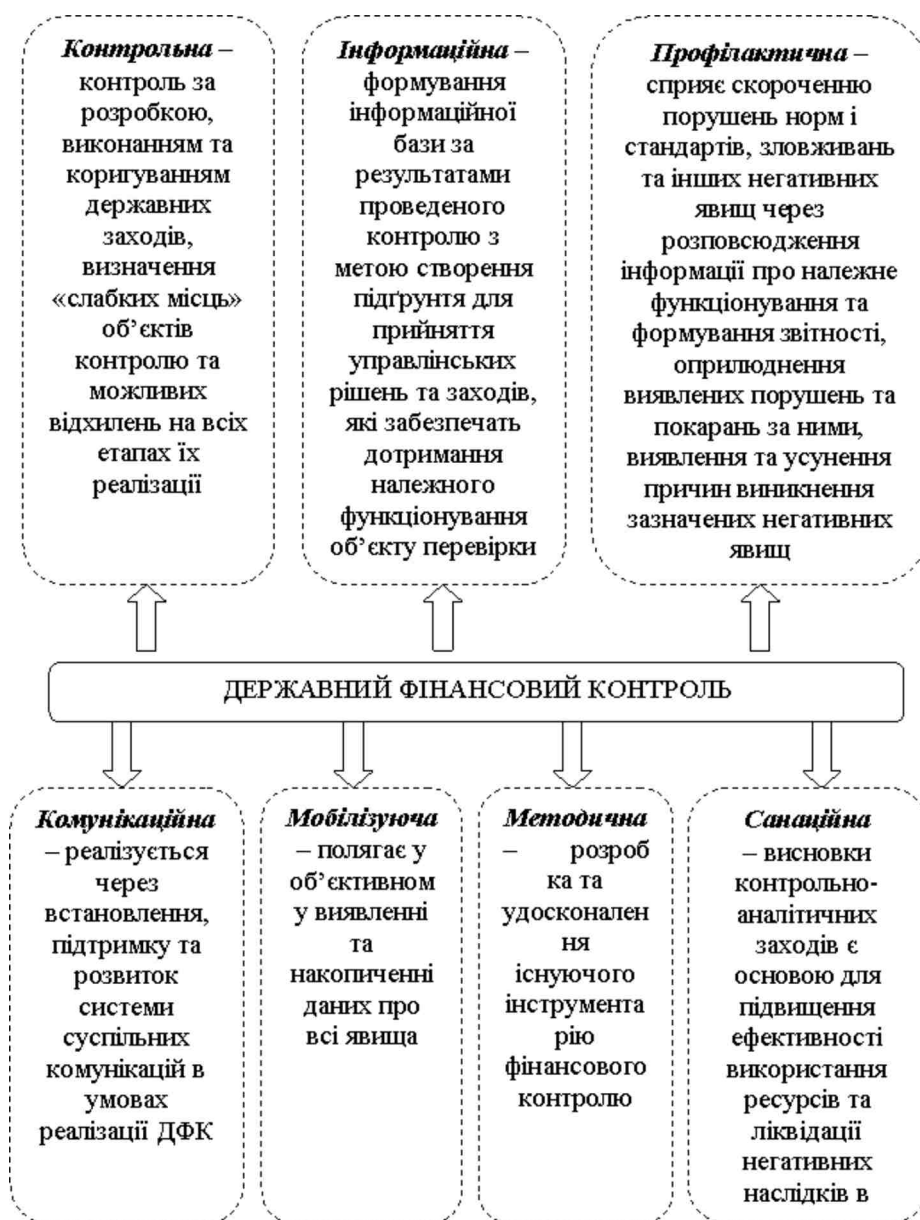 Контрольна –
контроль за
розробкою,
виконанням та
коригуванням
державних
заходів,
визначення
«слабких місць»
об’єктів
контролю та
можливих
відхилень на всіх
етапах їх
реалізації
Інформаційна –
формування
інформаційної
бази за
результатами
проведеного
контролю з
метою створення
підґрунтя для
прийняття
управлінських
рішень та заходів,
які забезпечать
дотримання
належного
функціонування
об’єкту перевірки
Профілактична –
сприяє скороченню
порушень норм і
стандартів, зловживань
та інших негативних
явищ через
розповсюдження
інформації про належне
функціонування та
формування звітності,
оприлюднення
виявлених порушень та
покарань за ними,
виявлення та усунення
причин виникнення
зазначених негативних
явищ
ДЕРЖАВНИЙ ФІНАНСОВИЙ КОНТРОЛЬ
Комунікаційна
– реалізується
через
встановлення,
підтримку та
розвиток
системи
суспільних
комунікацій в
умовах
реалізації ДФК
Мобілізуюча
– полягає у
об’єктивном
у виявленні
та
накопиченні
даних про
всі явища
Методична
– розроб
ка та
удосконален
ня
існуючого
інструмента
рію
фінансового
контролю
Санаційна
– висновки
контрольно-
аналітичних
заходів є
основою для
підвищення
ефективності
використання
ресурсів та
ліквідації
негативних
наслідків в